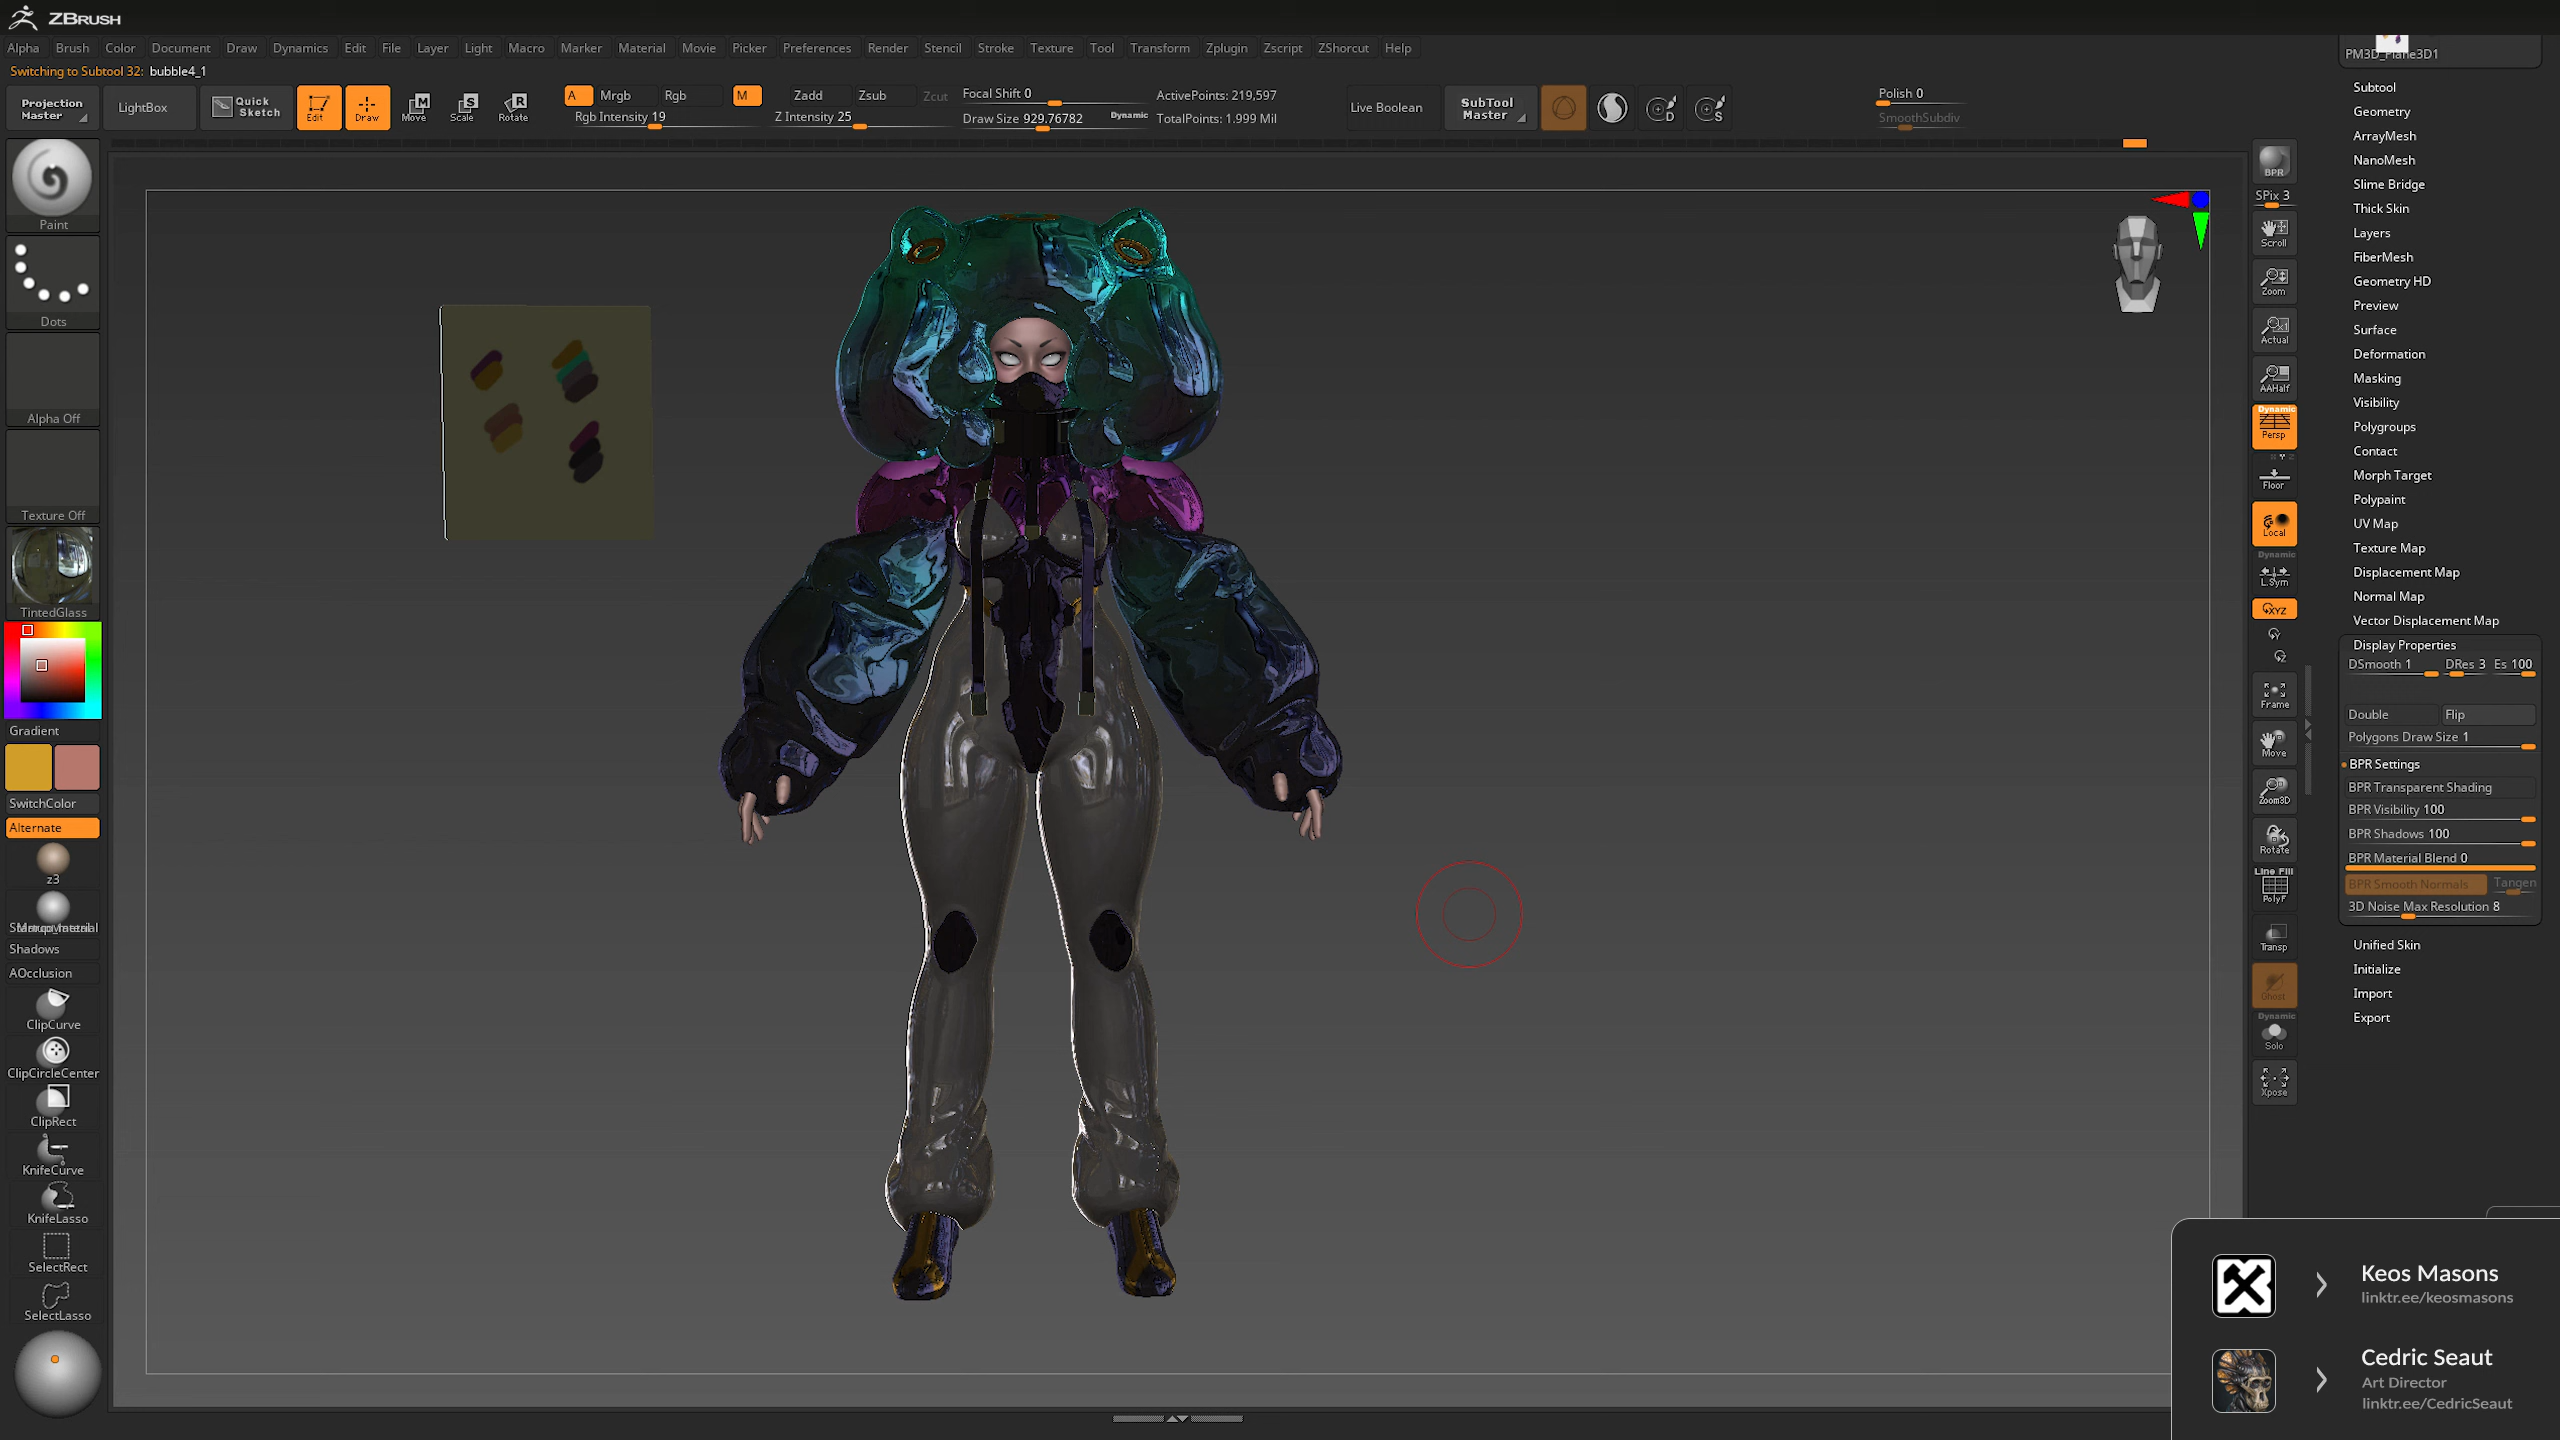 ZBRUSH
Alpha Brush Color Document Draw Dynamics Edit File Layer Light Macro Marker Material Movie Picker Preferences Render Stencil Stroke Texture Tool Transform Zplugin Zscript ZShorcut Help
Switching to Subtool 32: bubble4_1
Projection Master
LightBox
Quick Sketch
Edit
Draw
Move
Scale
Rotate
A
Mrgb
Rgb
M
Zadd
Zsub
Zcut
Rgb Intensity 19
Z Intensity 25
Focal Shift 0
Draw Size 929.76782
Dynamic
ActivePoints: 219,597
TotalPoints: 1.999 Mil
Live Boolean
SubTool Master
Polish 0
SmoothSubdiv
Paint
Dots
Alpha Off
Texture Off
TintedGlass
Gradient
SwitchColor
Alternate
z3
Shadows
AOcclusion
ClipCurve
ClipCircleCenter
ClipRect
KnifeCurve
KnifeLasso
SelectRect
SelectLasso
BPR
SPix 3
Scroll
Zoom
Actual
AAHalf
Dynamic
Persp
Floor
Local
Dynamic
L.Sym
XYZ
Frame
Move
Zoom3D
Rotate
Line Fill
PolyF
Transp
Ghost
Dynamic
Solo
Xpose
PM3D_Plane3D1
Subtool
Geometry
ArrayMesh
NanoMesh
Slime Bridge
Thick Skin
Layers
FiberMesh
Geometry HD
Preview
Surface
Deformation
Masking
Visibility
Polygroups
Contact
Morph Target
Polypaint
UV Map
Texture Map
Displacement Map
Normal Map
Vector Displacement Map
Display Properties
DSmooth 1 DRes 3 Es 100
Double Flip
Polygons Draw Size 1
BPR Settings
BPR Transparent Shading
BPR Visibility 100
BPR Shadows 100
BPR Material Blend 0
BPR Smooth Normals Tangen
3D Noise Max Resolution 8
Unified Skin
Initialize
Import
Export
Keos Masons
linktr.ee/keosmasons
Cedric Seaut
Art Director
linktr.ee/CedricSeaut